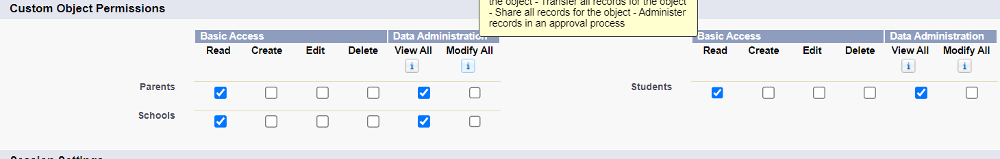 Custom Object Permissions
the object - Transfer all records for the object
- Share all records for the object - Administer
records in an approval process
Basic Access Data Administration
Read Create Edit Delete View All Modify All
i i
Parents
Schools
Basic Access Data Administration
Read Create Edit Delete View All Modify All
i i
Students
Session Settings